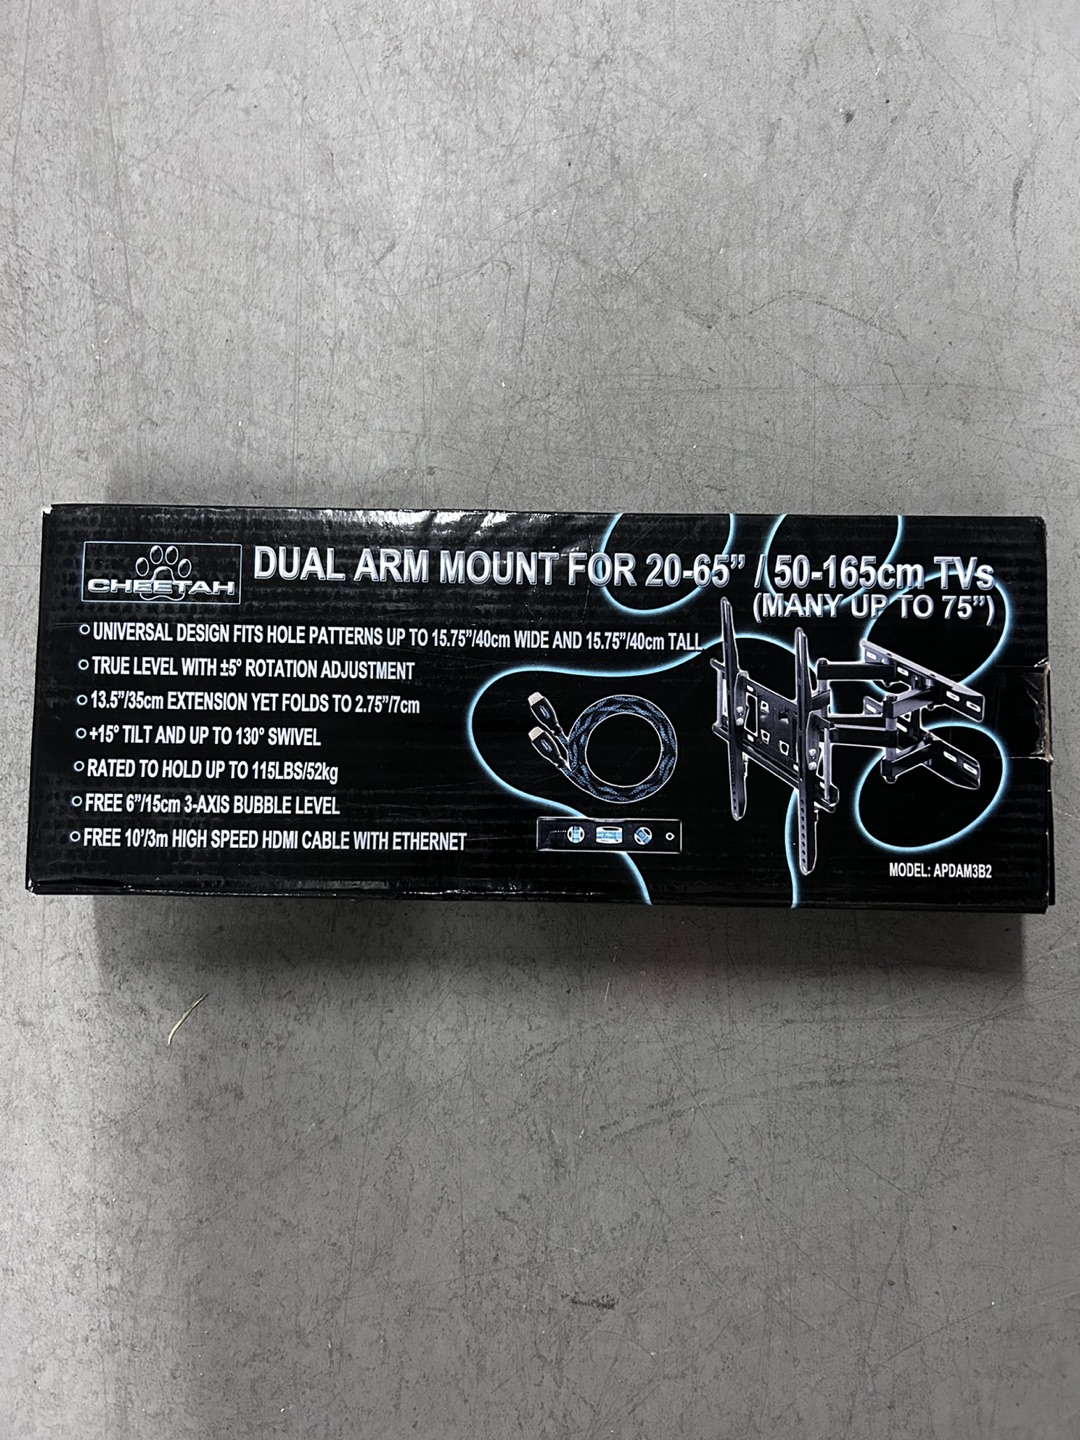 CHEETAH
DUAL ARM MOUNT FOR 20-65” / 50-165cm TVs
(MANY UP TO 75”)
UNIVERSAL DESIGN FITS HOLE PATTERNS UP TO 15.75”/40cm WIDE AND 15.75”/40cm TALL
TRUE LEVEL WITH ±5° ROTATION ADJUSTMENT
13.5”/35cm EXTENSION YET FOLDS TO 2.75”/7cm
+15° TILT AND UP TO 130° SWIVEL
RATED TO HOLD UP TO 115LBS/52kg
FREE 6”/15cm 3-AXIS BUBBLE LEVEL
FREE 10’/3m HIGH SPEED HDMI CABLE WITH ETHERNET
MODEL: APDAM3B2